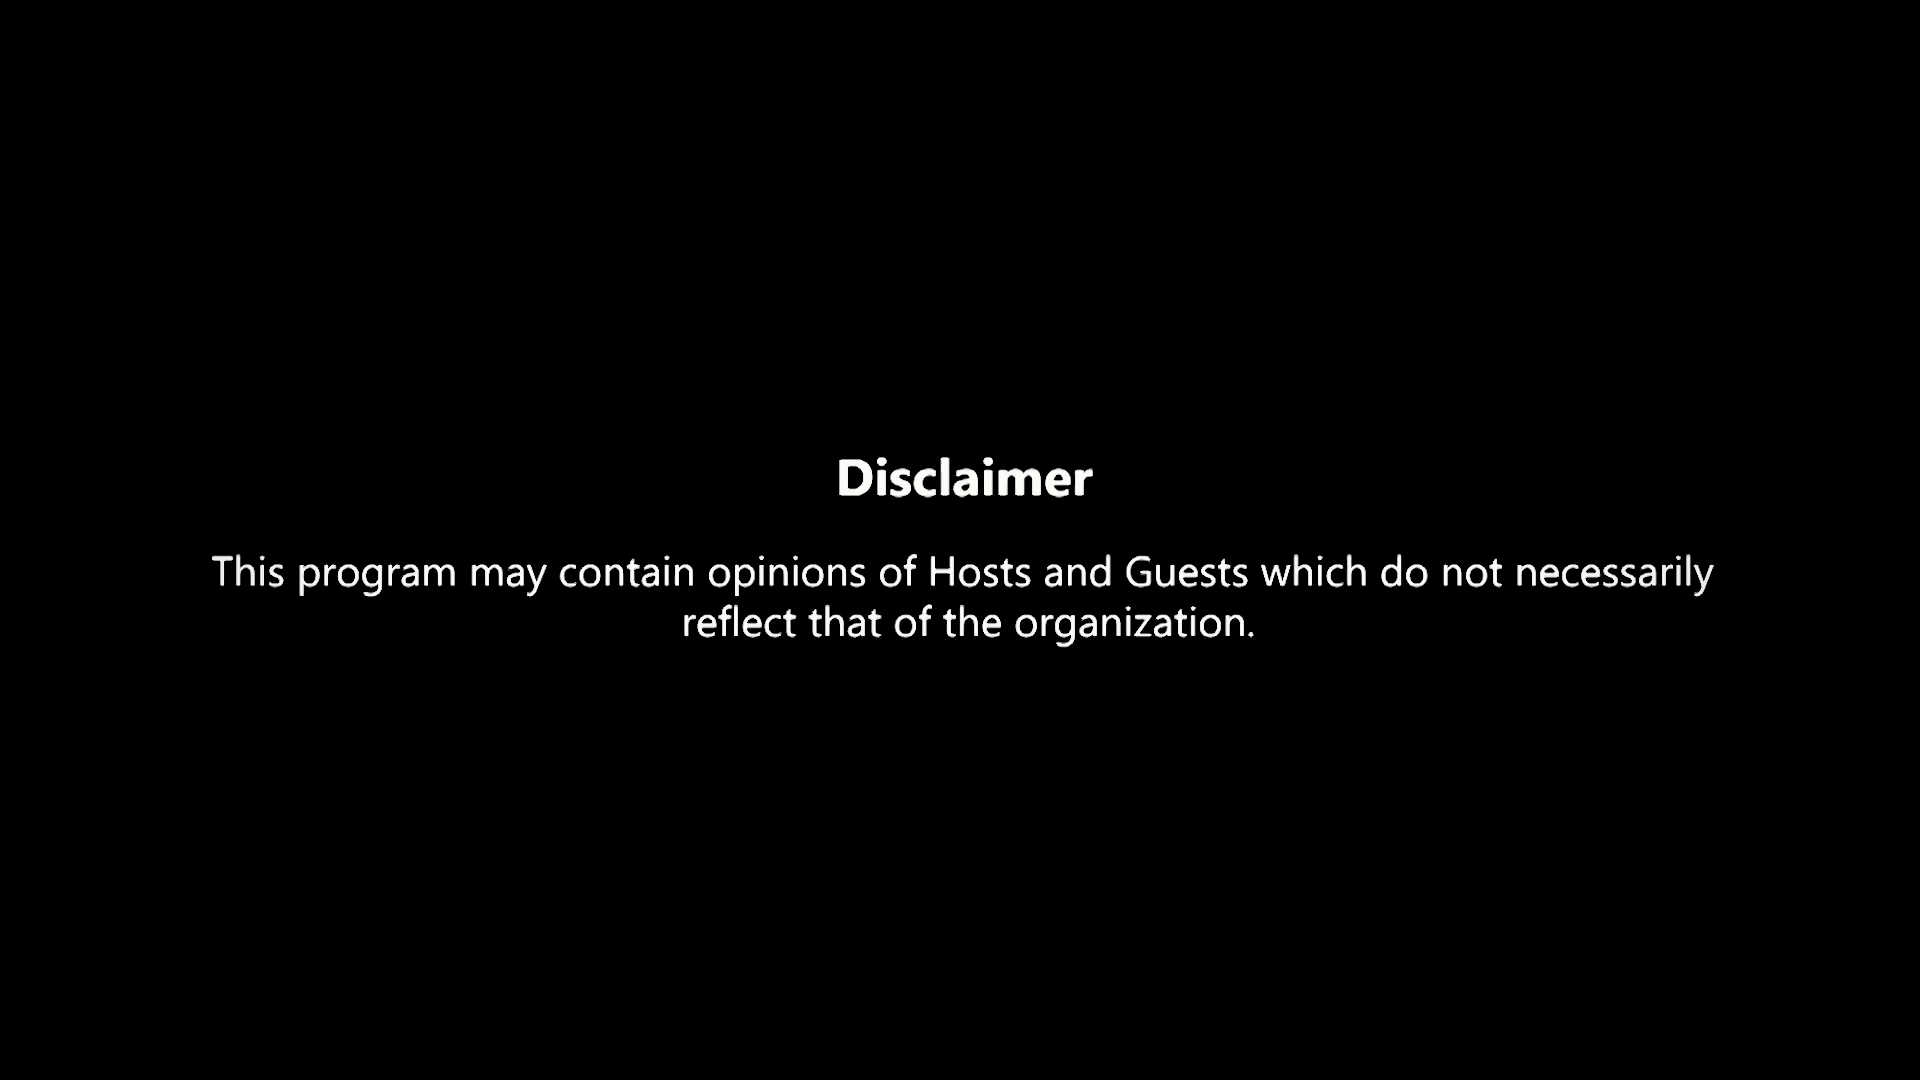 Disclaimer
This program may contain opinions of Hosts and Guests which do not necessarily
reflect that of the organization.